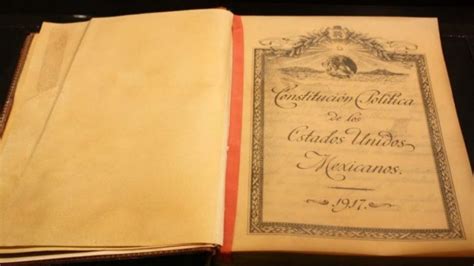 Constitución Política
de los
Estados Unidos
Mexicanos.
1917.